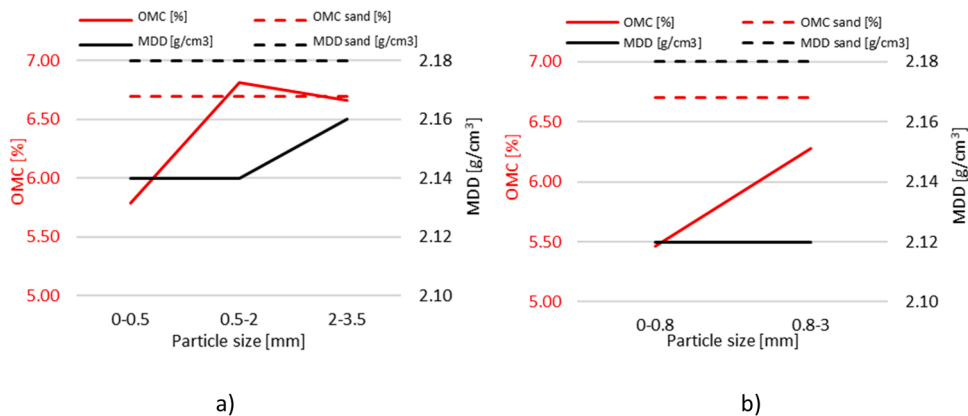 OMC [%] OMC sand [%]
MDD [g/cm3] MDD sand [g/cm3]
7.00 2.18
6.50 2.16
6.00 2.14
5.50 2.12
5.00 2.10
OMC [%]
MDD [g/cm³]
0-0.5 0.5-2 2-3.5
Particle size [mm]
a)
OMC [%] OMC sand [%]
MDD [g/cm3] MDD sand [g/cm3]
7.00 2.18
6.50 2.16
6.00 2.14
5.50 2.12
5.00 2.10
OMC [%]
MDD [g/cm³]
0-0.8 0.8-3
Particle size [mm]
b)